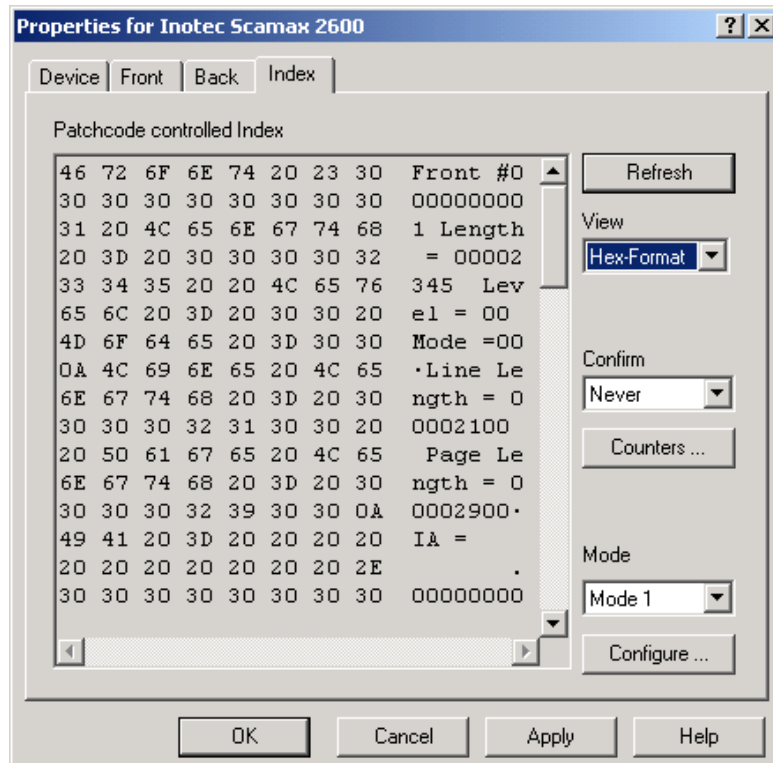 Properties for Inotec Scamax 2600
Device Front Back Index
Patchcode controlled Index
46 72 6F 6E 74 20 23 30 Front #0
30 30 30 30 30 30 30 30 00000000
31 20 4C 65 6E 67 74 68 1 Length
20 3D 20 30 30 30 30 32 = 00002
33 34 35 20 20 4C 65 76 345 Lev
65 6C 20 3D 20 30 30 20 el = 00
4D 6F 64 65 20 3D 30 30 Mode =00
0A 4C 69 6E 65 20 4C 65 ·Line Le
6E 67 74 68 20 3D 20 30 ngth = 0
30 30 30 32 31 30 30 20 0002100
20 50 61 67 65 20 4C 65 Page Le
6E 67 74 68 20 3D 20 30 ngth = 0
30 30 30 32 39 30 30 0A 0002900·
49 41 20 3D 20 20 20 20 IA =
20 20 20 20 20 20 20 2E .
30 30 30 30 30 30 30 30 00000000
Refresh
View
Hex-Format
Confirm
Never
Counters ...
Mode
Mode 1
Configure ...
OK Cancel Apply Help